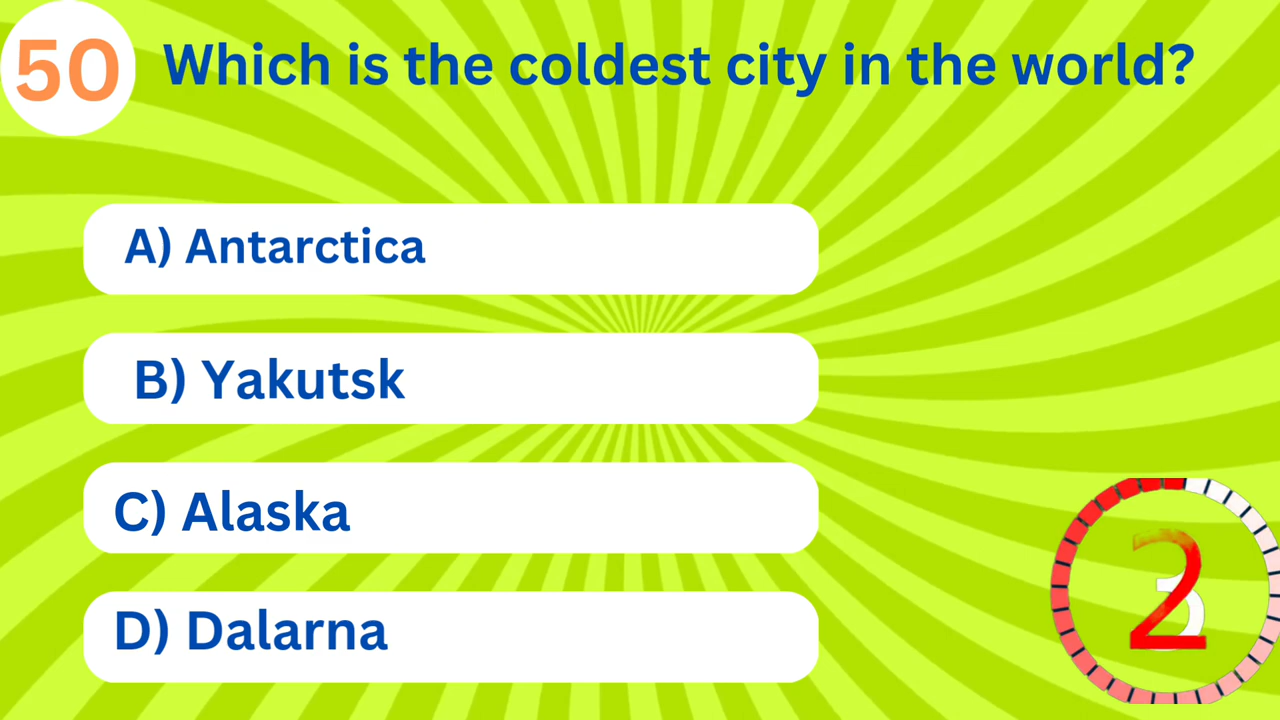 50 Which is the coldest city in the world?
A) Antarctica
B) Yakutsk
C) Alaska
D) Dalarna
2